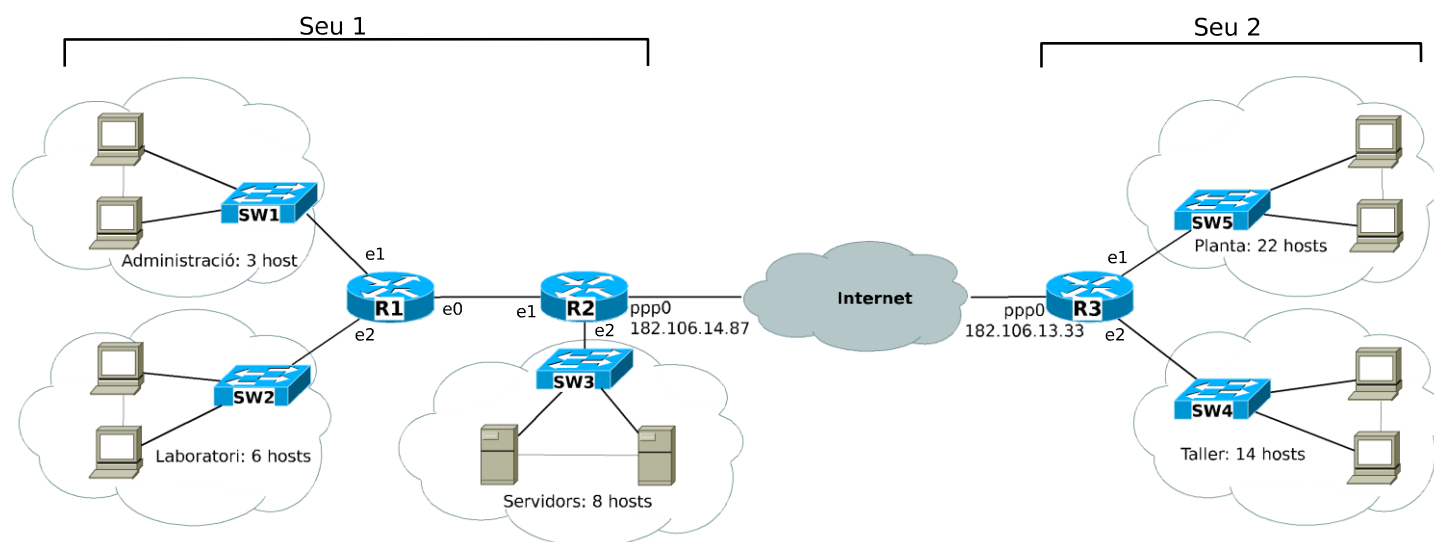 Seu 1
Seu 2
SW1
Administració: 3 host
e1
R1
e0
e2
SW2
Laboratori: 6 hosts
e1
R2
ppp0
182.106.14.87
e2
SW3
Servidors: 8 hosts
Internet
ppp0
182.106.13.33
R3
e1
e2
SW5
Planta: 22 hosts
SW4
Taller: 14 hosts